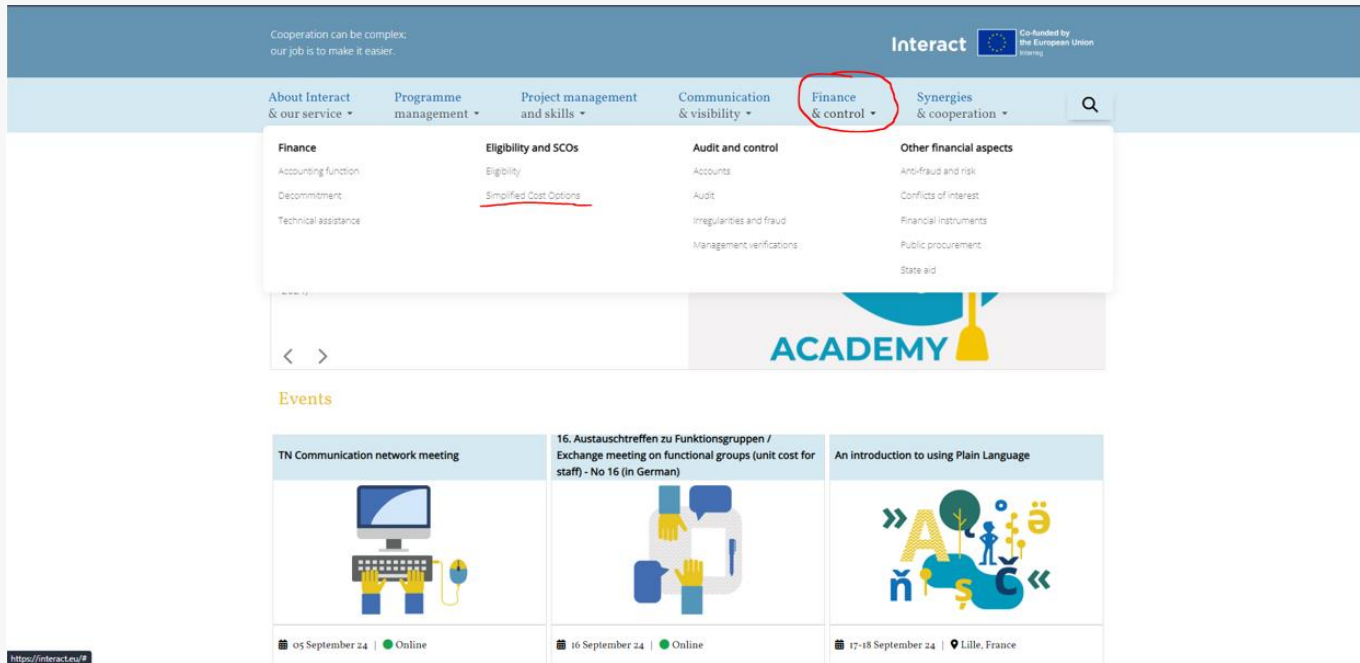 Cooperation can be complex;
our job is to make it easier.
Interact
Co-funded by
the European Union
Interreg
About Interact
& our service
Programme
management
Project management
and skills
Communication
& visibility
Finance
& control
Synergies
& cooperation
Finance
Accounting function
Decommitment
Technical assistance
Eligibility and SCOs
Eligibility
Simplified Cost Options
Audit and control
Accounts
Audit
Irregularities and fraud
Management verifications
Other financial aspects
Anti-fraud and risk
Conflicts of interest
Financial instruments
Public procurement
State aid
ACADEMY
Events
TN Communication network meeting
16. Austauschtreffen zu Funktionsgruppen /
Exchange meeting on functional groups (unit cost for
staff) - No 16 (in German)
An introduction to using Plain Language
» A ä
ň ș Č «
05 September 24 | Online
16 September 24 | Online
17-18 September 24 | Lille, France
https://interact.eu/#